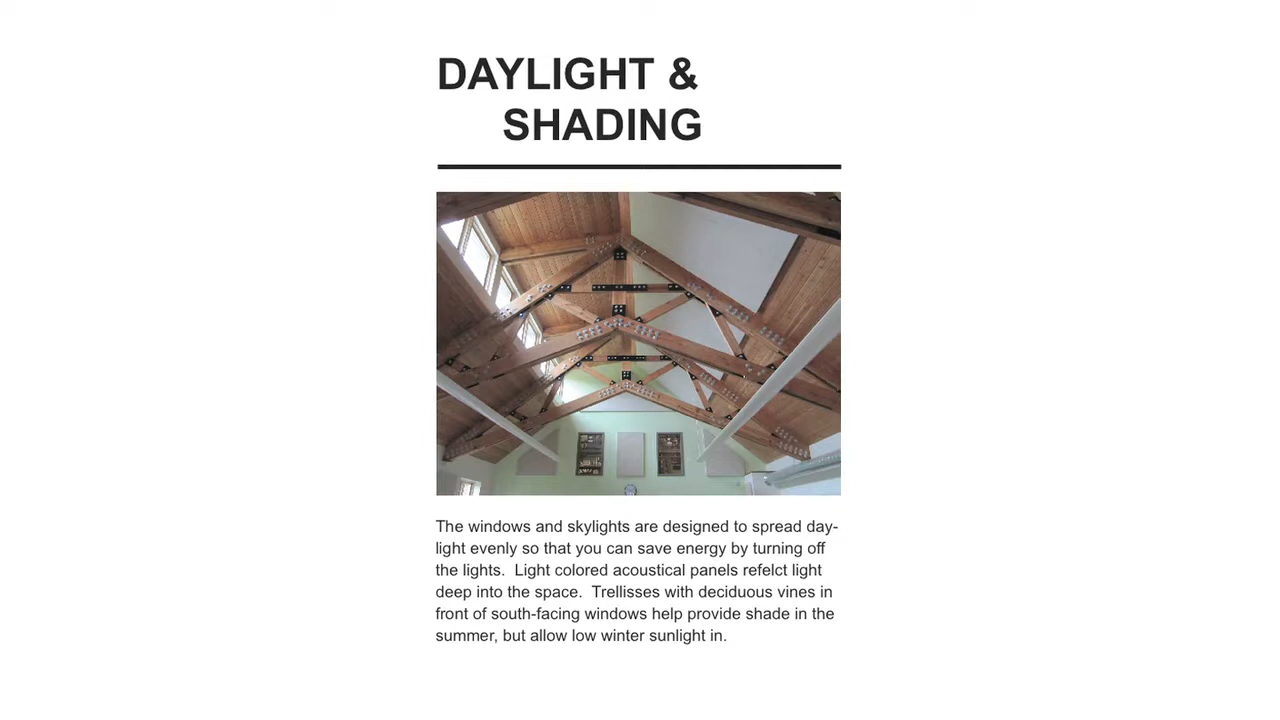 DAYLIGHT &
SHADING
The windows and skylights are designed to spread day-
light evenly so that you can save energy by turning off
the lights.  Light colored acoustical panels refelct light
deep into the space.  Trellisses with deciduous vines in
front of south-facing windows help provide shade in the
summer, but allow low winter sunlight in.